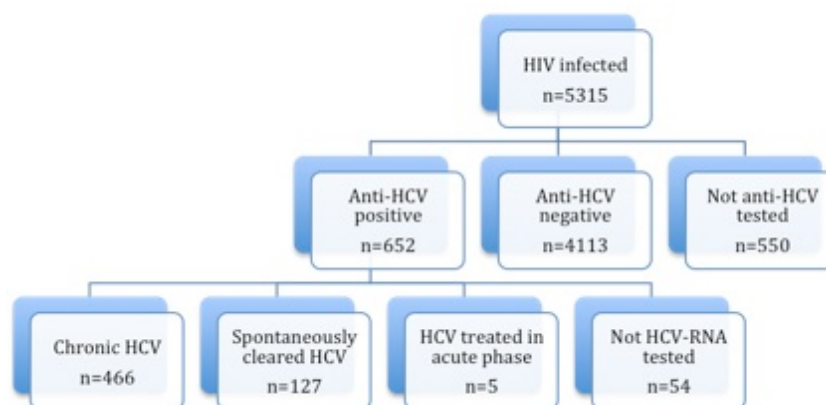 HIV infected
n=5315
Anti-HCV
positive
n=652
Anti-HCV
negative
n=4113
Not anti-HCV
tested
n=550
Chronic HCV
n=466
Spontaneously
cleared HCV
n=127
HCV treated in
acute phase
n=5
Not HCV-RNA
tested
n=54